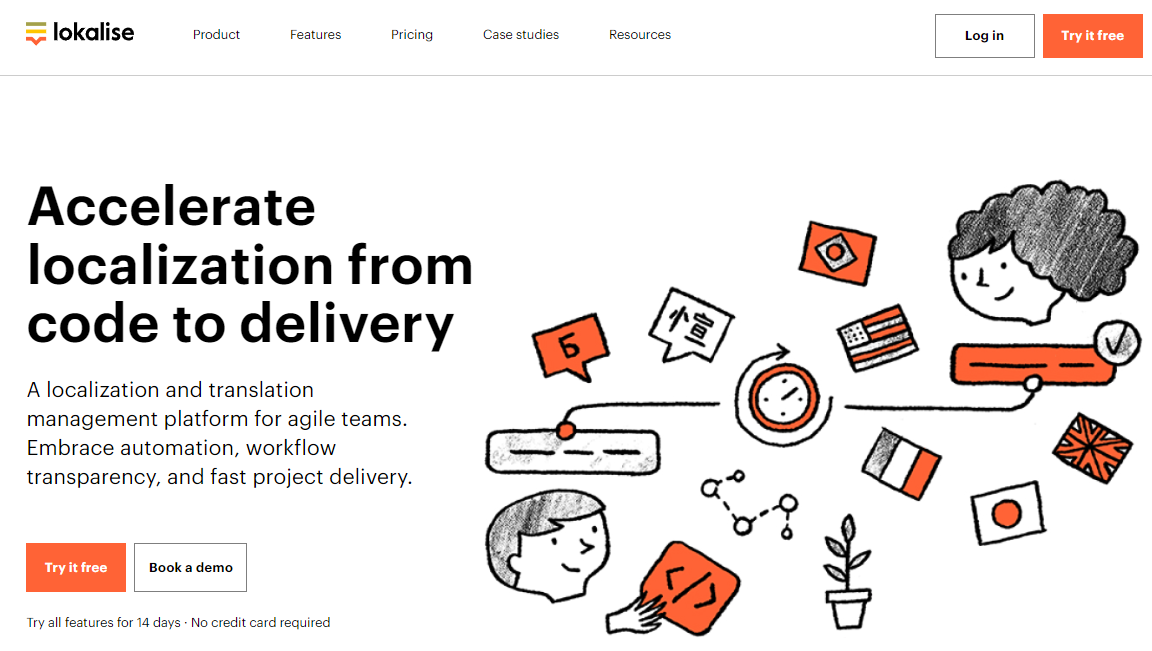 lokalise
Product
Features
Pricing
Case studies
Resources
Log in
Try it free
Accelerate
localization from
code to delivery
A localization and translation
management platform for agile teams.
Embrace automation, workflow
transparency, and fast project delivery.
Try it free
Book a demo
Try all features for 14 days · No credit card required
Б
愃
</>